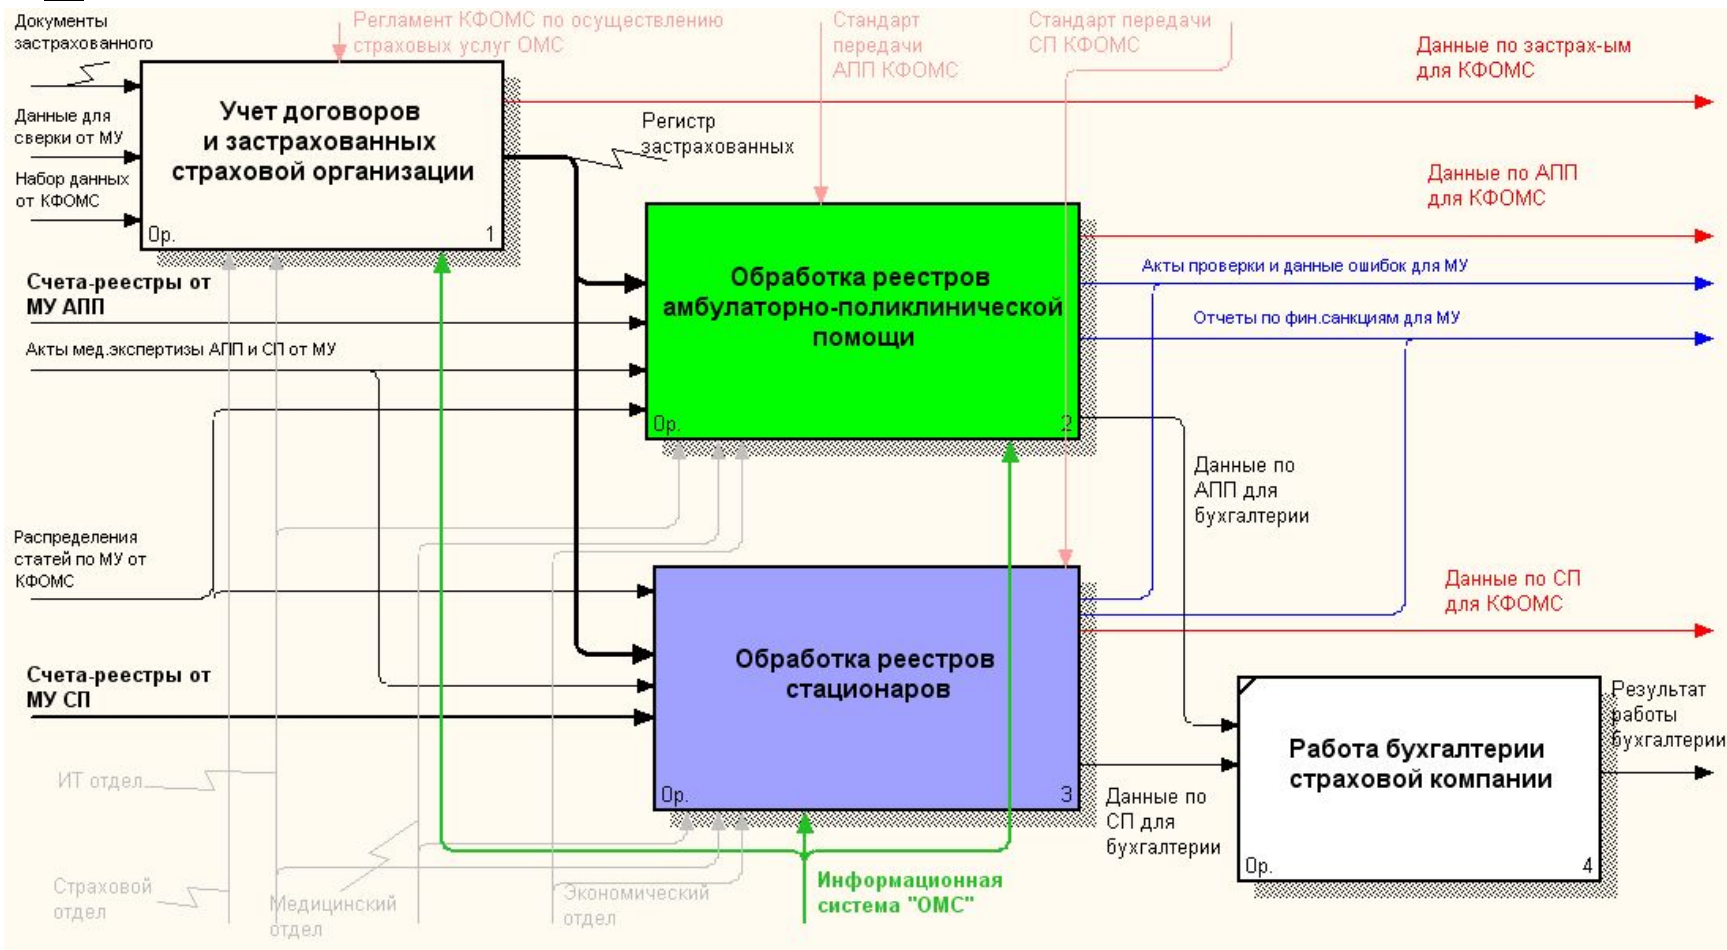 Документы
застрахованного
Регламент КФОМС по осуществлению
страховых услуг ОМС
Стандарт
передачи
АПП КФОМС
Стандарт передачи
СП КФОМС
Данные по застрах-ым
для КФОМС
Учет договоров
и застрахованных
страховой организации
0р.
1
Данные для
сверки от МУ
Набор данных
от КФОМС
Регистр
застрахованных
Данные по АПП
для КФОМС
Счета-реестры от
МУ АПП
Обработка реестров
амбулаторно-поликлинической
помощи
0р.
2
Акты проверки и данные ошибок для МУ
Отчеты по фин.санкциям для МУ
Акты мед.экспертизы АПП и СП от МУ
Данные по
АПП для
бухгалтерии
Распределения
статей по МУ от
КФОМС
Данные по СП
для КФОМС
Счета-реестры от
МУ СП
Обработка реестров
стационаров
0р.
3
Результат
работы
бухгалтерии
Работа бухгалтерии
страховой компании
0р.
4
ИТ отдел
Данные по
СП для
бухгалтерии
Страховой
отдел
Медицинский
отдел
Экономический
отдел
Информационная
система "ОМС"